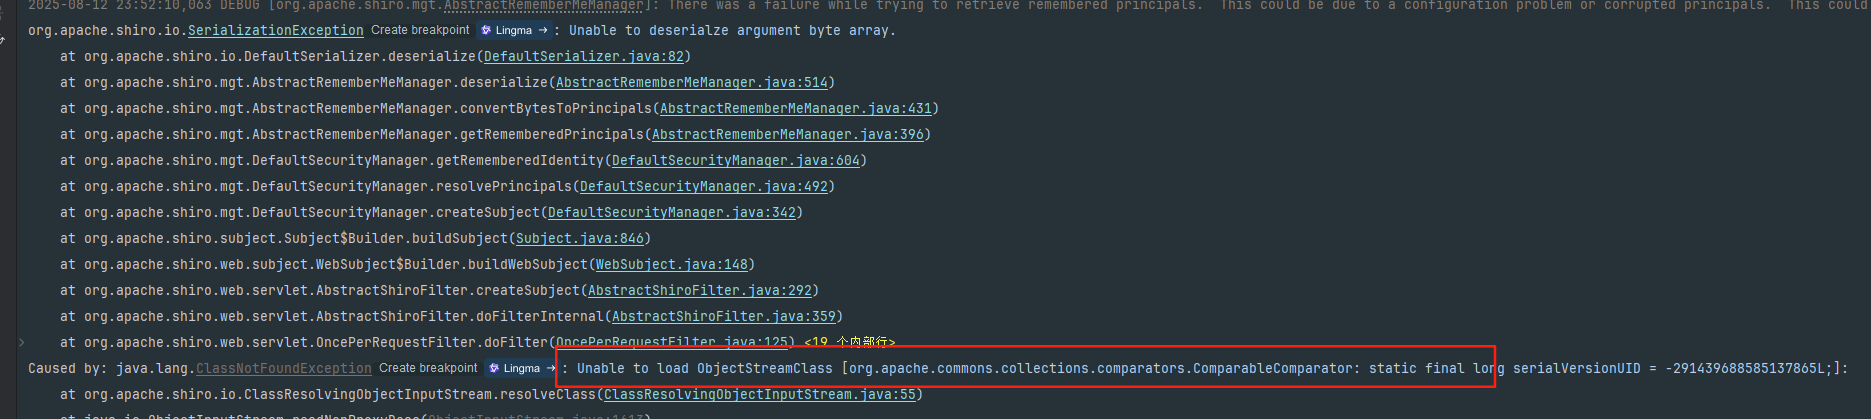 2025-08-12 23:52:10,063 DEBUG [org.apache.shiro.mgt.AbstractRememberMeManager]: There was a failure while trying to retrieve remembered principals.  This could be due to a configuration problem or corrupted principals.  This could
org.apache.shiro.io.SerializationException Create breakpoint Lingma → : Unable to deserialze argument byte array.
at org.apache.shiro.io.DefaultSerializer.deserialize(DefaultSerializer.java:82)
at org.apache.shiro.mgt.AbstractRememberMeManager.deserialize(AbstractRememberMeManager.java:514)
at org.apache.shiro.mgt.AbstractRememberMeManager.convertBytesToPrincipals(AbstractRememberMeManager.java:431)
at org.apache.shiro.mgt.AbstractRememberMeManager.getRememberedPrincipals(AbstractRememberMeManager.java:396)
at org.apache.shiro.mgt.DefaultSecurityManager.getRememberedIdentity(DefaultSecurityManager.java:604)
at org.apache.shiro.mgt.DefaultSecurityManager.resolvePrincipals(DefaultSecurityManager.java:492)
at org.apache.shiro.mgt.DefaultSecurityManager.createSubject(DefaultSecurityManager.java:342)
at org.apache.shiro.subject.Subject$Builder.buildSubject(Subject.java:846)
at org.apache.shiro.web.subject.WebSubject$Builder.buildWebSubject(WebSubject.java:148)
at org.apache.shiro.web.servlet.AbstractShiroFilter.createSubject(AbstractShiroFilter.java:292)
at org.apache.shiro.web.servlet.AbstractShiroFilter.doFilterInternal(AbstractShiroFilter.java:359)
at org.apache.shiro.web.servlet.OncePerRequestFilter.doFilter(OncePerRequestFilter.java:125) <19 个内部行>
Caused by: java.lang.ClassNotFoundException Create breakpoint Lingma → : Unable to load ObjectStreamClass [org.apache.commons.collections.comparators.ComparableComparator: static final long serialVersionUID = -291439688585137865L;]:
at org.apache.shiro.io.ClassResolvingObjectInputStream.resolveClass(ClassResolvingObjectInputStream.java:55)
at java.io.ObjectInputStream.readNonProxyDesc(ObjectInputStream.java:1613)